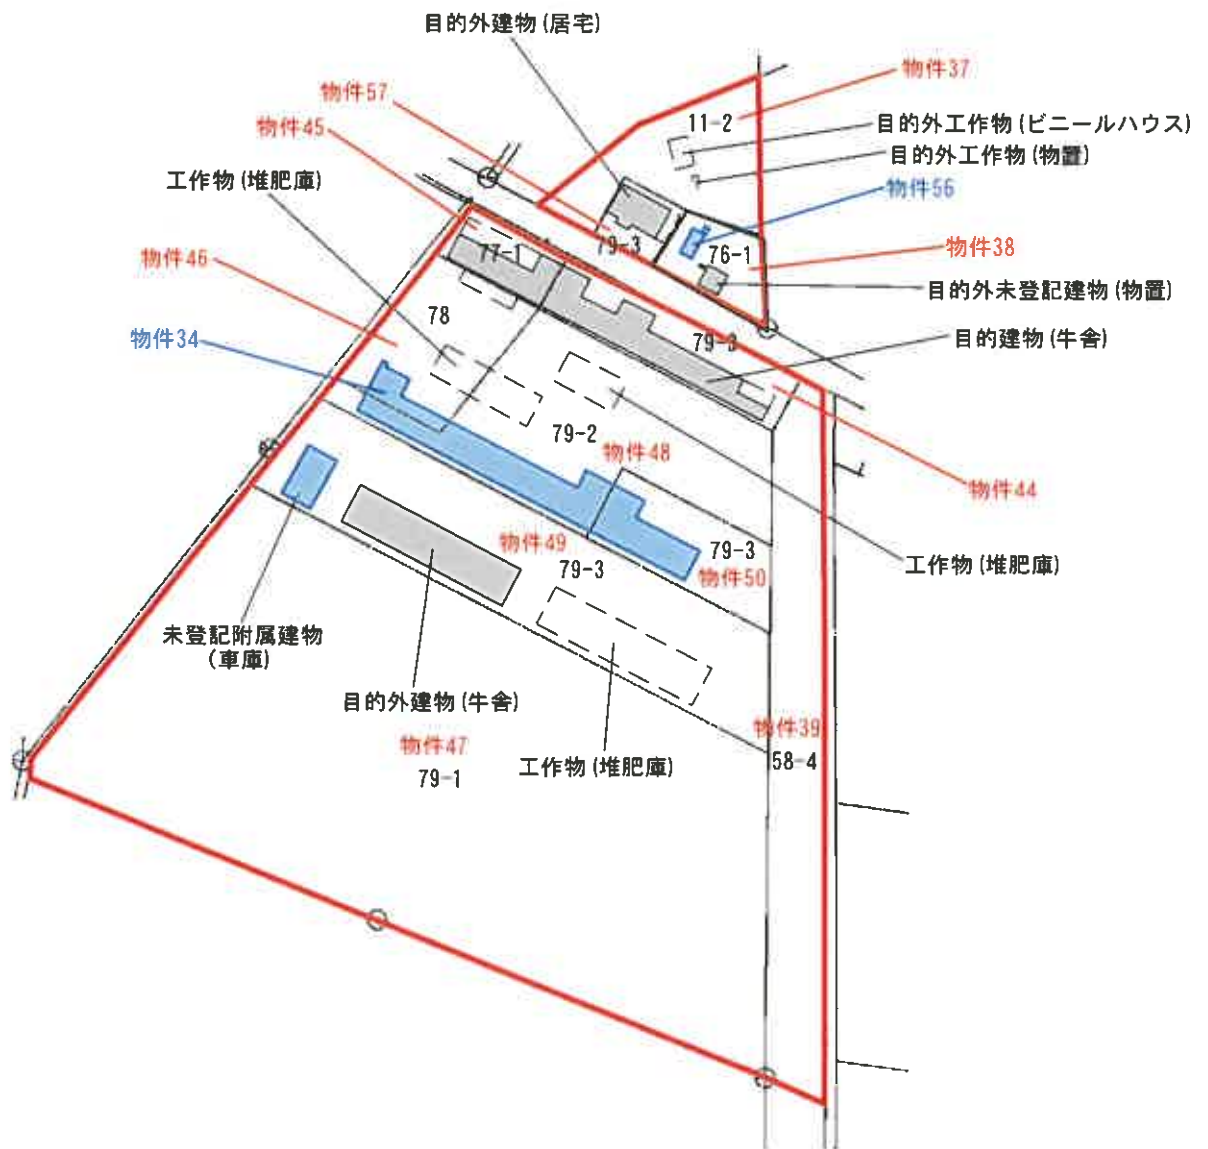 目的外建物(居宅)
物件37
物件57
11-2
目的外工作物(ビニールハウス)
物件45
目的外工作物(物置)
工作物(堆肥庫)
物件56
79-3
76-1
物件38
77-1
物件46
目的外未登記建物(物置)
78
物件34
79-3
目的建物(牛舎)
79-2
物件48
物件44
物件49
79-3
79-3
工作物(堆肥庫)
物件50
未登記附属建物
(車庫)
目的外建物(牛舎)
物件39
物件47
工作物(堆肥庫)
58-4
79-1